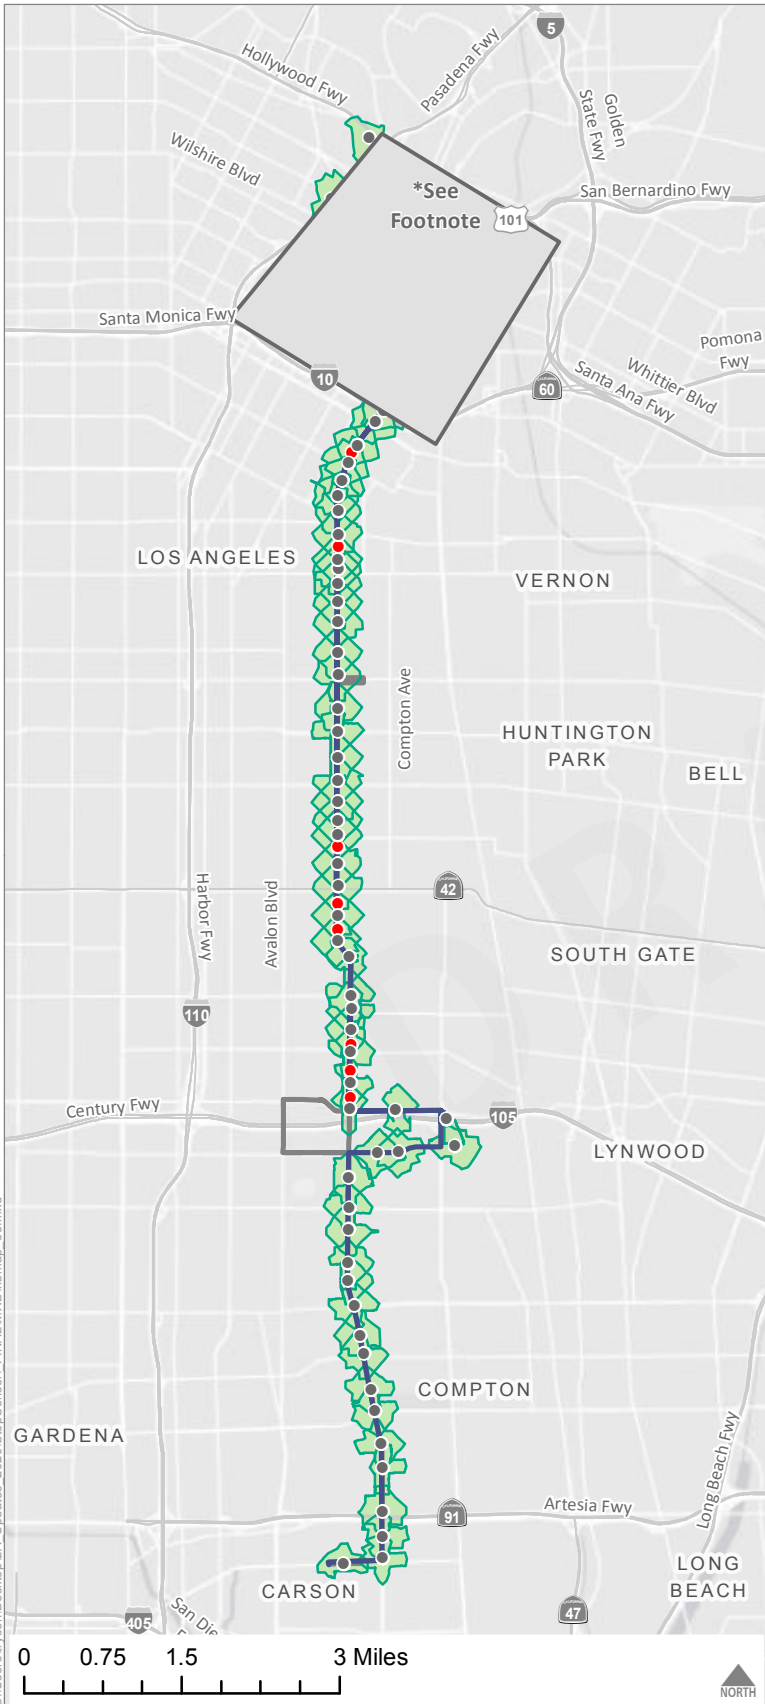 5
Hollywood Fwy
Pasadena Fwy
Golden
State Fwy
Wilshire Blvd
*See
Footnote
101
San Bernardino Fwy
Santa Monica Fwy
10
60
Pomona
Fwy
Whittier Blvd
Santa Ana Fwy
LOS ANGELES
VERNON
Compton Ave
HUNTINGTON
PARK
BELL
42
Harbor Fwy
Avalon Blvd
SOUTH GATE
110
Century Fwy
105
LYNWOOD
COMPTON
GARDENA
Long Beach Fwy
91
Artesia Fwy
CARSON
LONG
BEACH
47
405
San Die
0 0.75 1.5 3 Miles
NORTH